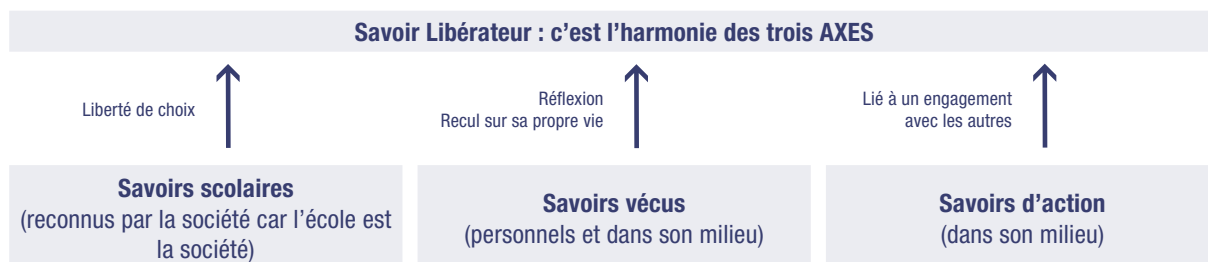 Savoir Libérateur : c’est l’harmonie des trois AXES
Liberté de choix
Réflexion
Recul sur sa propre vie
Lié à un engagement
avec les autres
Savoirs scolaires
(reconnus par la société car l’école est
la société)
Savoirs vécus
(personnels et dans son milieu)
Savoirs d’action
(dans son milieu)